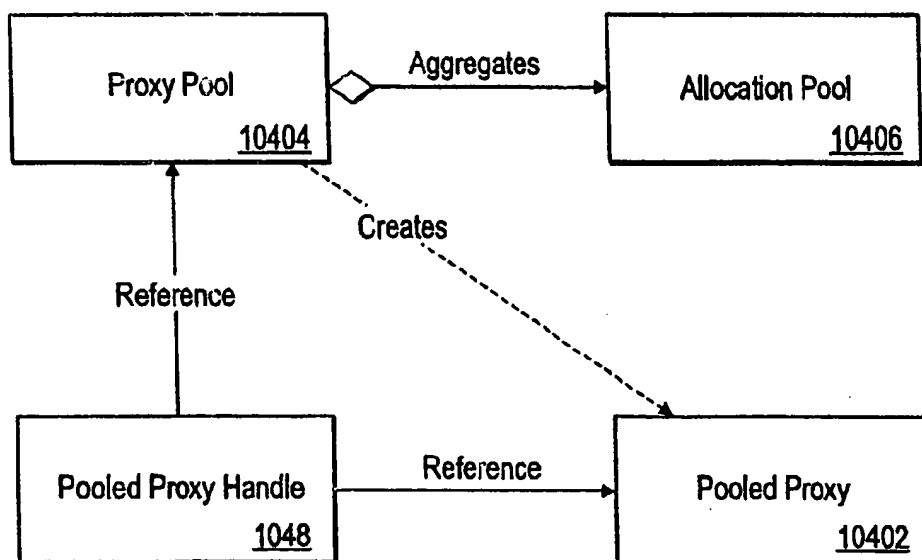 Proxy Pool
10404
Aggregates
Allocation Pool
10406
Creates
Reference
Pooled Proxy Handle
1048
Reference
Pooled Proxy
10402